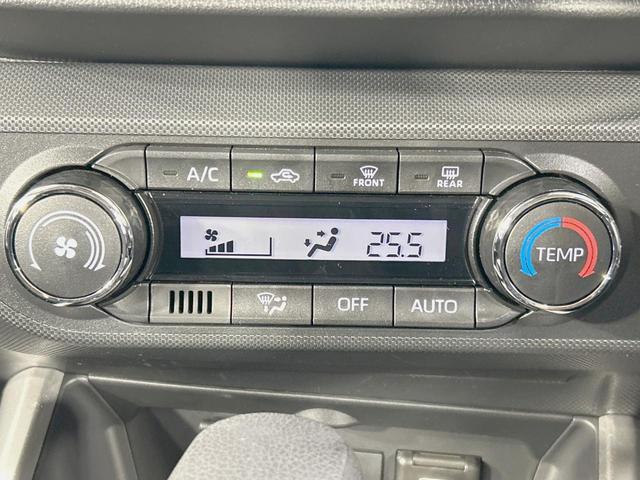 A/C
FRONT
REAR
25.5
TEMP
OFF
AUTO